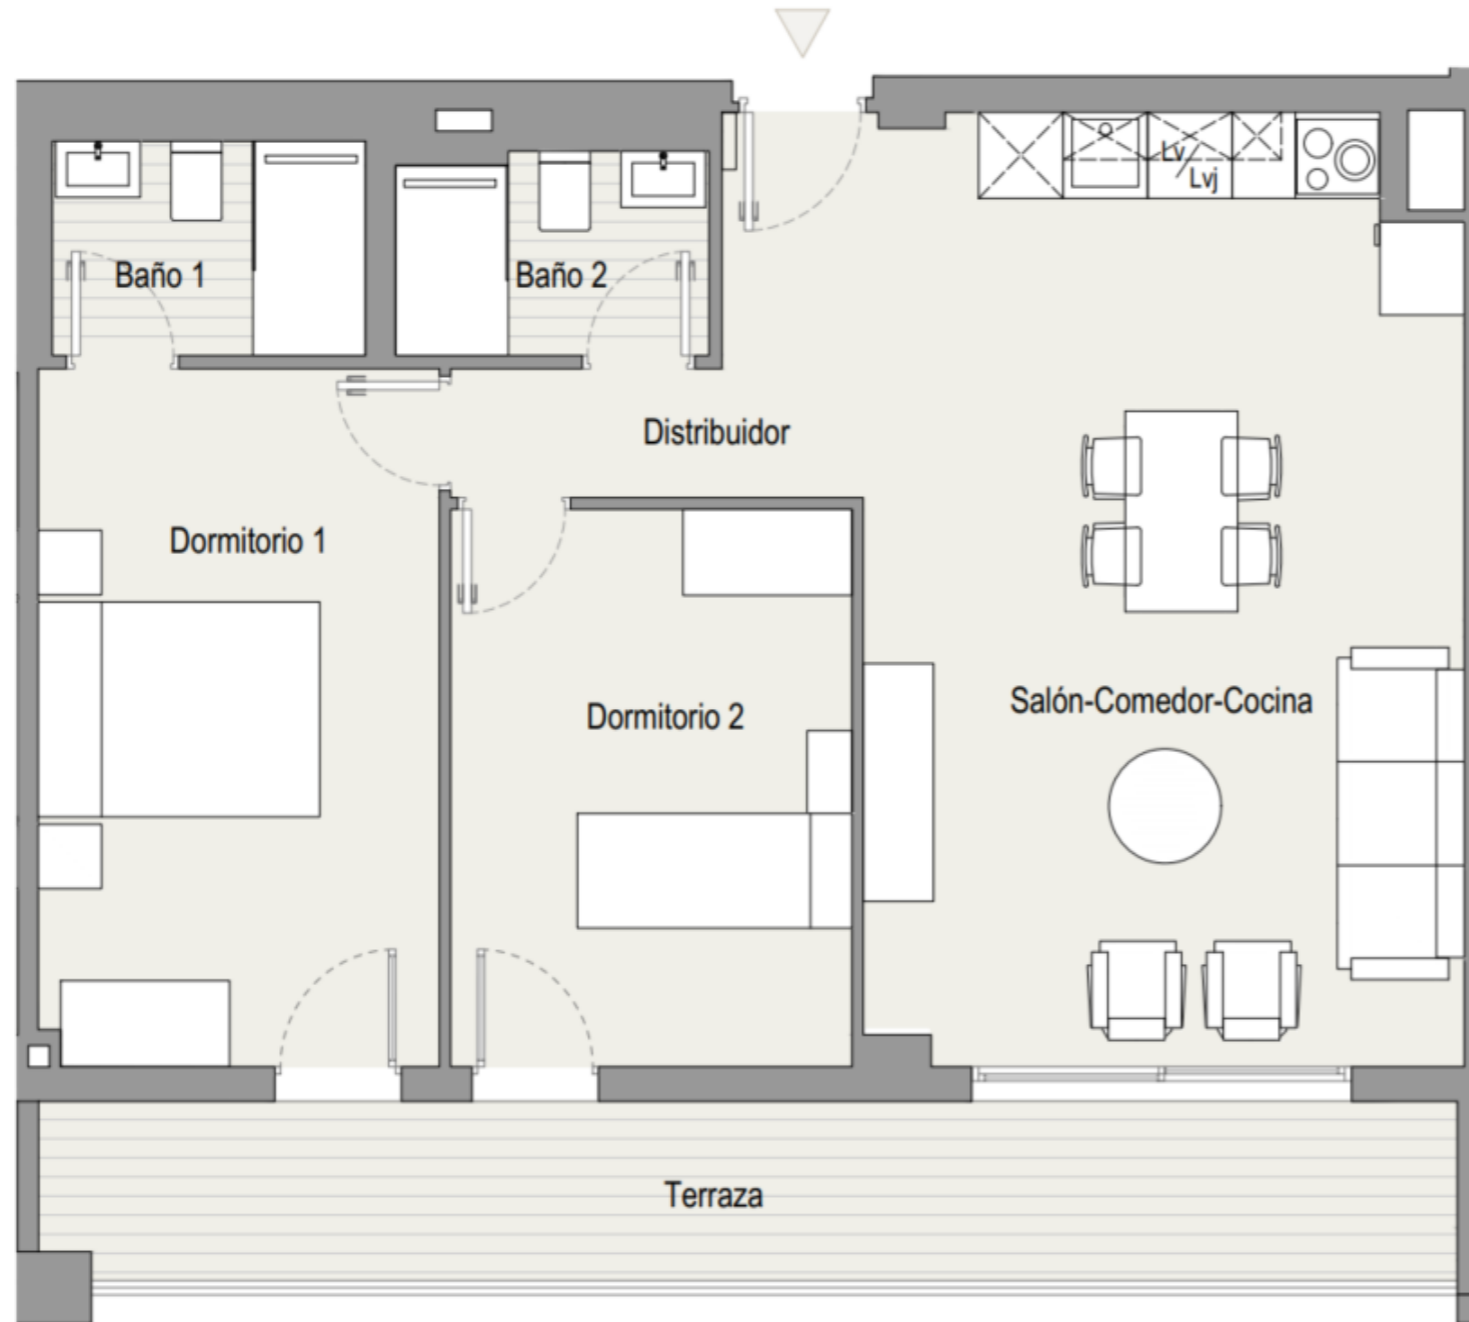 Lv
Lvj
Baño 1
Baño 2
Distribuidor
Dormitorio 1
Salón-Comedor-Cocina
Dormitorio 2
Terraza